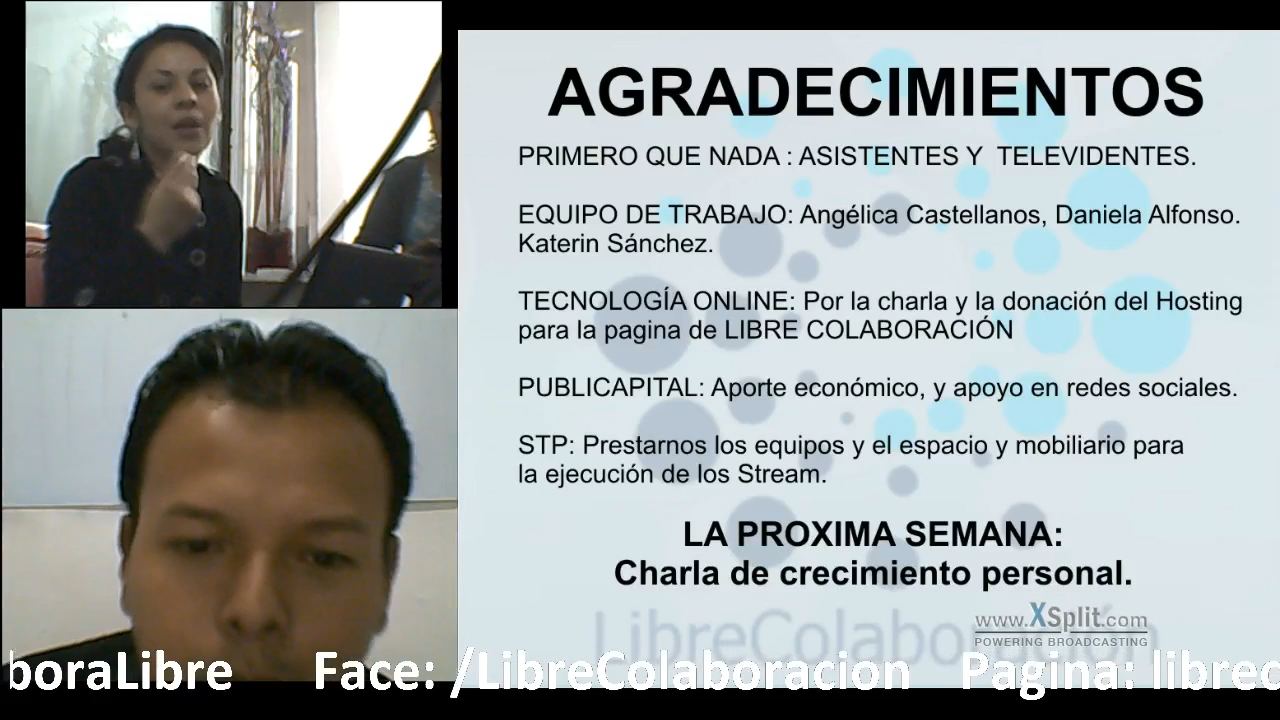 AGRADECIMIENTOS
PRIMERO QUE NADA : ASISTENTES Y TELEVIDENTES.
EQUIPO DE TRABAJO: Angélica Castellanos, Daniela Alfonso.
Katerin Sánchez.
TECNOLOGÍA ONLINE: Por la charla y la donación del Hosting
para la pagina de LIBRE COLABORACIÓN
PUBLICAPITAL: Aporte económico, y apoyo en redes sociales.
STP: Prestarnos los equipos y el espacio y mobiliario para
la ejecución de los Stream.
LA PROXIMA SEMANA:
Charla de crecimiento personal.
www.XSplit.com
POWERING BROADCASTING
boraLibre Face: /LibreColaboracion Pagina: librec